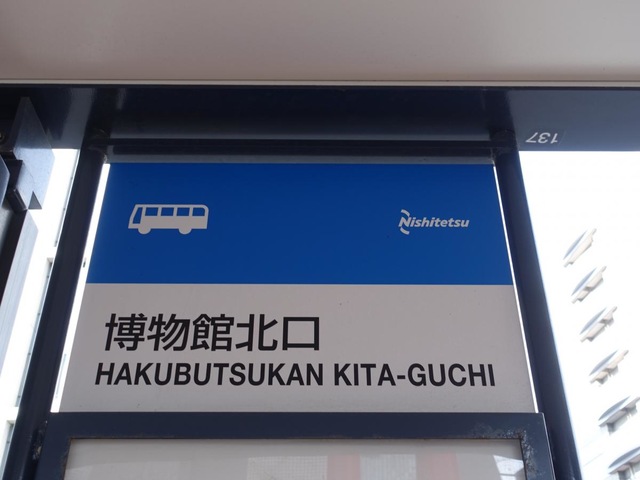 137
Nishitetsu
博物館北口
HAKUBUTSUKAN KITA-GUCHI